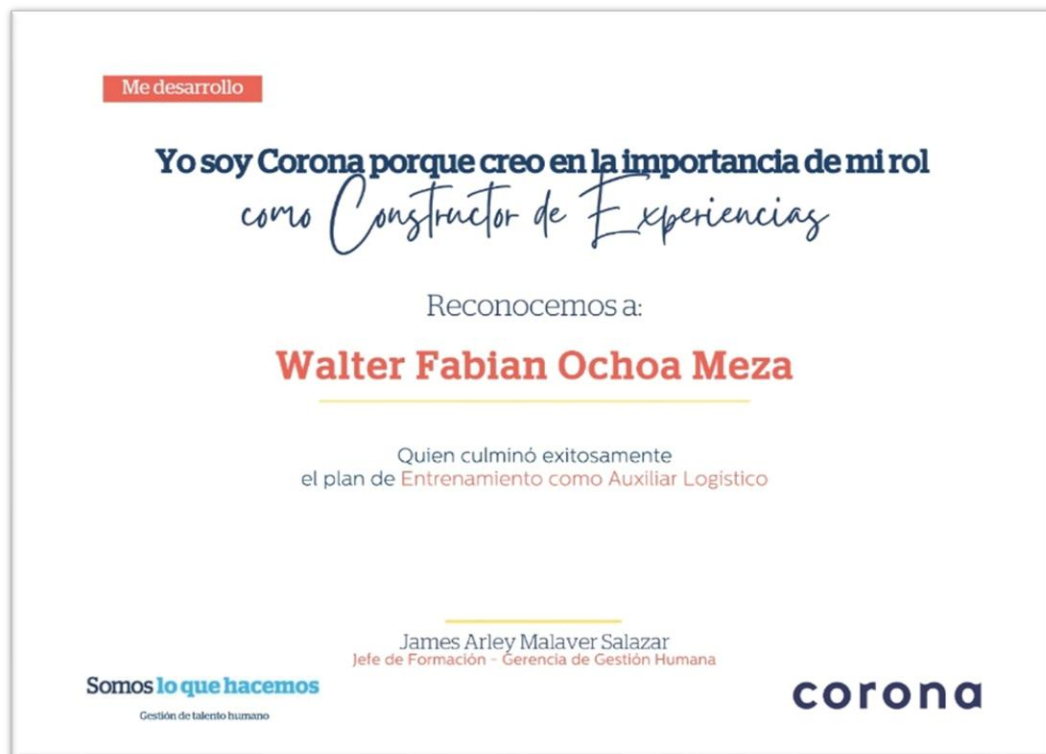 Me desarrollo
Yo soy Corona porque creo en la importancia de mi rol
como Constructor de Experiencias
Reconocemos a:
Walter Fabian Ochoa Meza
Quien culminó exitosamente
el plan de Entrenamiento como Auxiliar Logístico
James Arley Malaver Salazar
Jefe de Formación - Gerencia de Gestión Humana
Somos lo que hacemos
Gestión de talento humano
corona